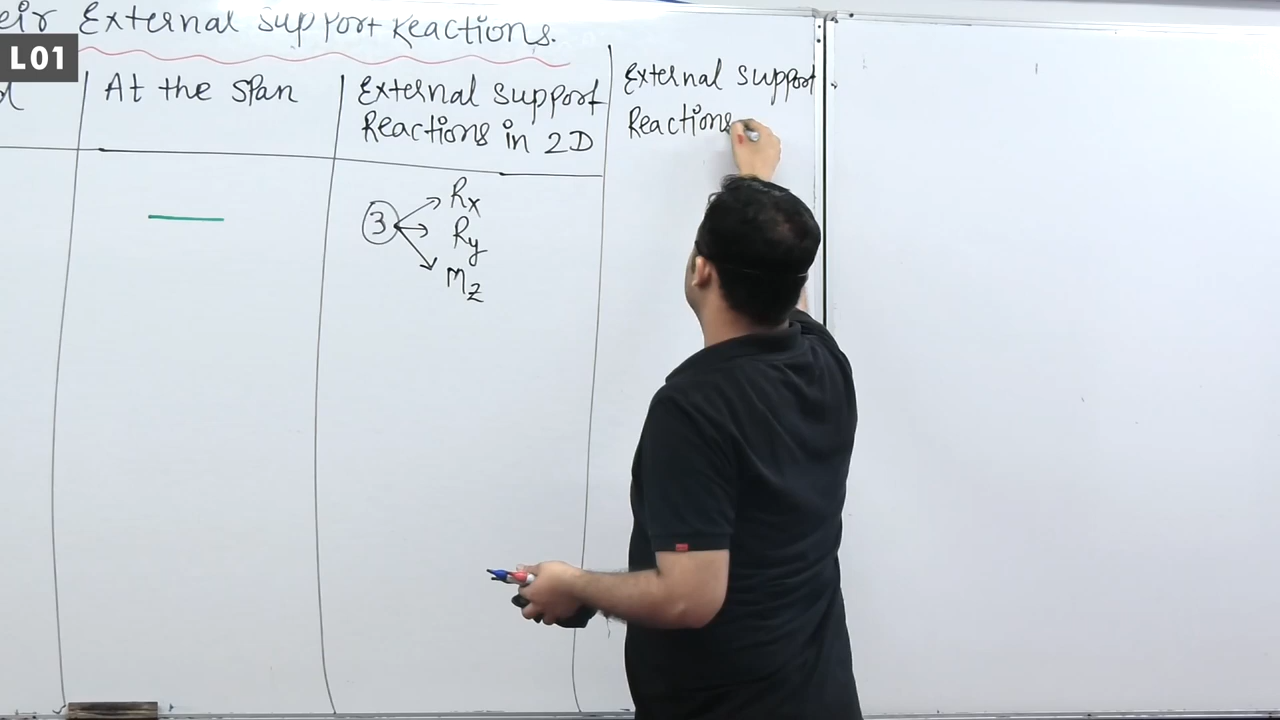 External Support Reactions.
L01
At the Span
External Support
Reactions in 2D
External Support
Reactions
3
Rx
Ry
Mz